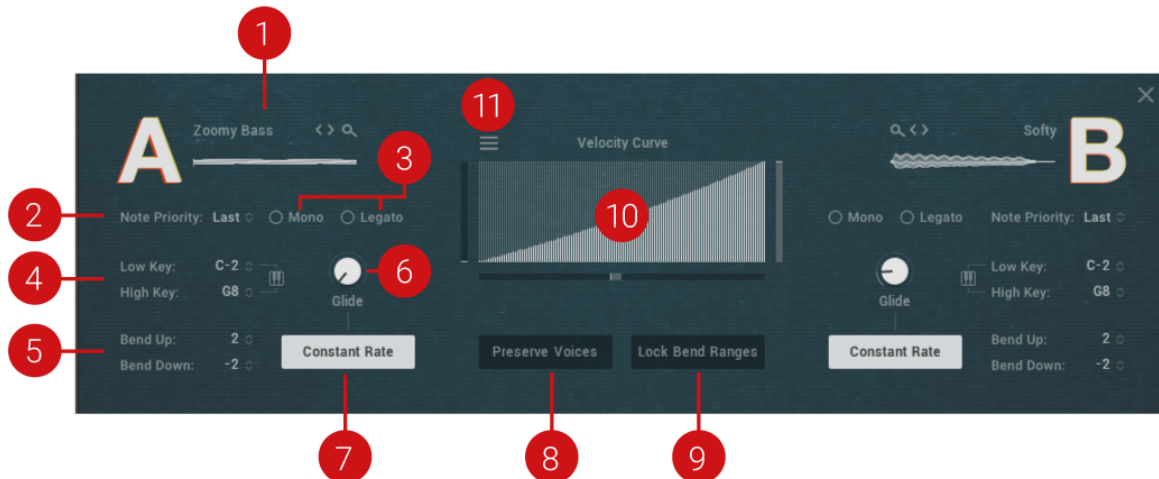 1
11
A
Zoomy Bass
Velocity Curve
Softy
B
3
2
Note Priority: Last
Mono
Legato
10
Mono
Legato
Note Priority: Last
4
Low Key: C-2
High Key: G8
6
Glide
Glide
Low Key: C-2
High Key: G8
5
Bend Up: 2
Bend Down: -2
Constant Rate
Preserve Voices
Lock Bend Ranges
Constant Rate
Bend Up: 2
Bend Down: -2
7
8
9